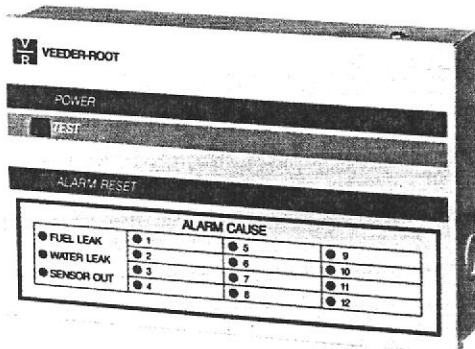 V
R
VEEDER-ROOT
POWER
TEST
ALARM RESET
ALARM CAUSE
FUEL LEAK
WATER LEAK
SENSOR OUT
1
2
3
4
5
6
7
8
9
10
11
12